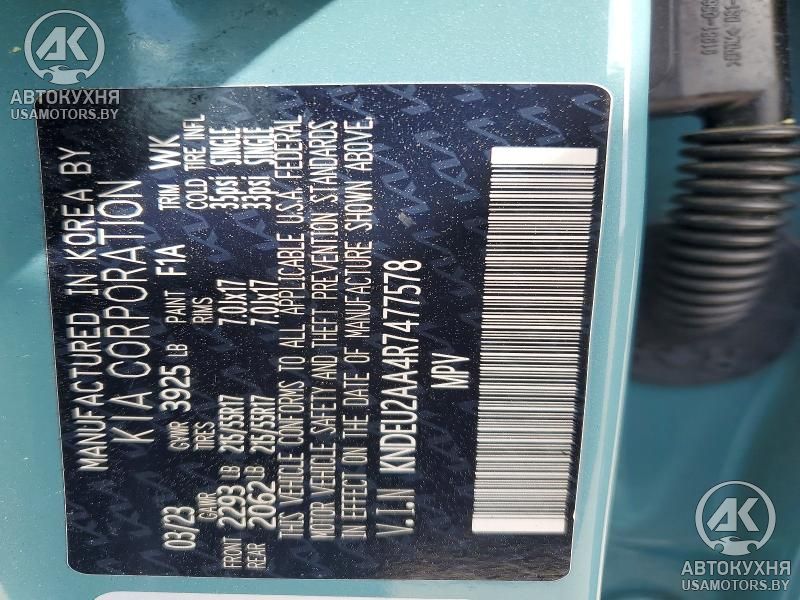 AK
АВТОКУХНЯ
USAMOTORS.BY
MANUFACTURED IN KOREA BY
KIA CORPORATION
03/23 GVWR 3925 LB PAINT F1A TRIM WK
GAWR TIRES RIMS COLD TIRE INFL
FRONT 2293 LB 215/55R17 7.0Jx17 35psi SINGLE
REAR 2062 LB 215/55R17 7.0Jx17 33psi SINGLE
THIS VEHICLE CONFORMS TO ALL APPLICABLE U.S.A. FEDERAL
MOTOR VEHICLE SAFETY AND THEFT PREVENTION STANDARDS
IN EFFECT ON THE DATE OF MANUFACTURE SHOWN ABOVE.
V.I.N KNDEU2AA4R7477578
MPV
AK
АВТОКУХНЯ
USAMOTORS.BY